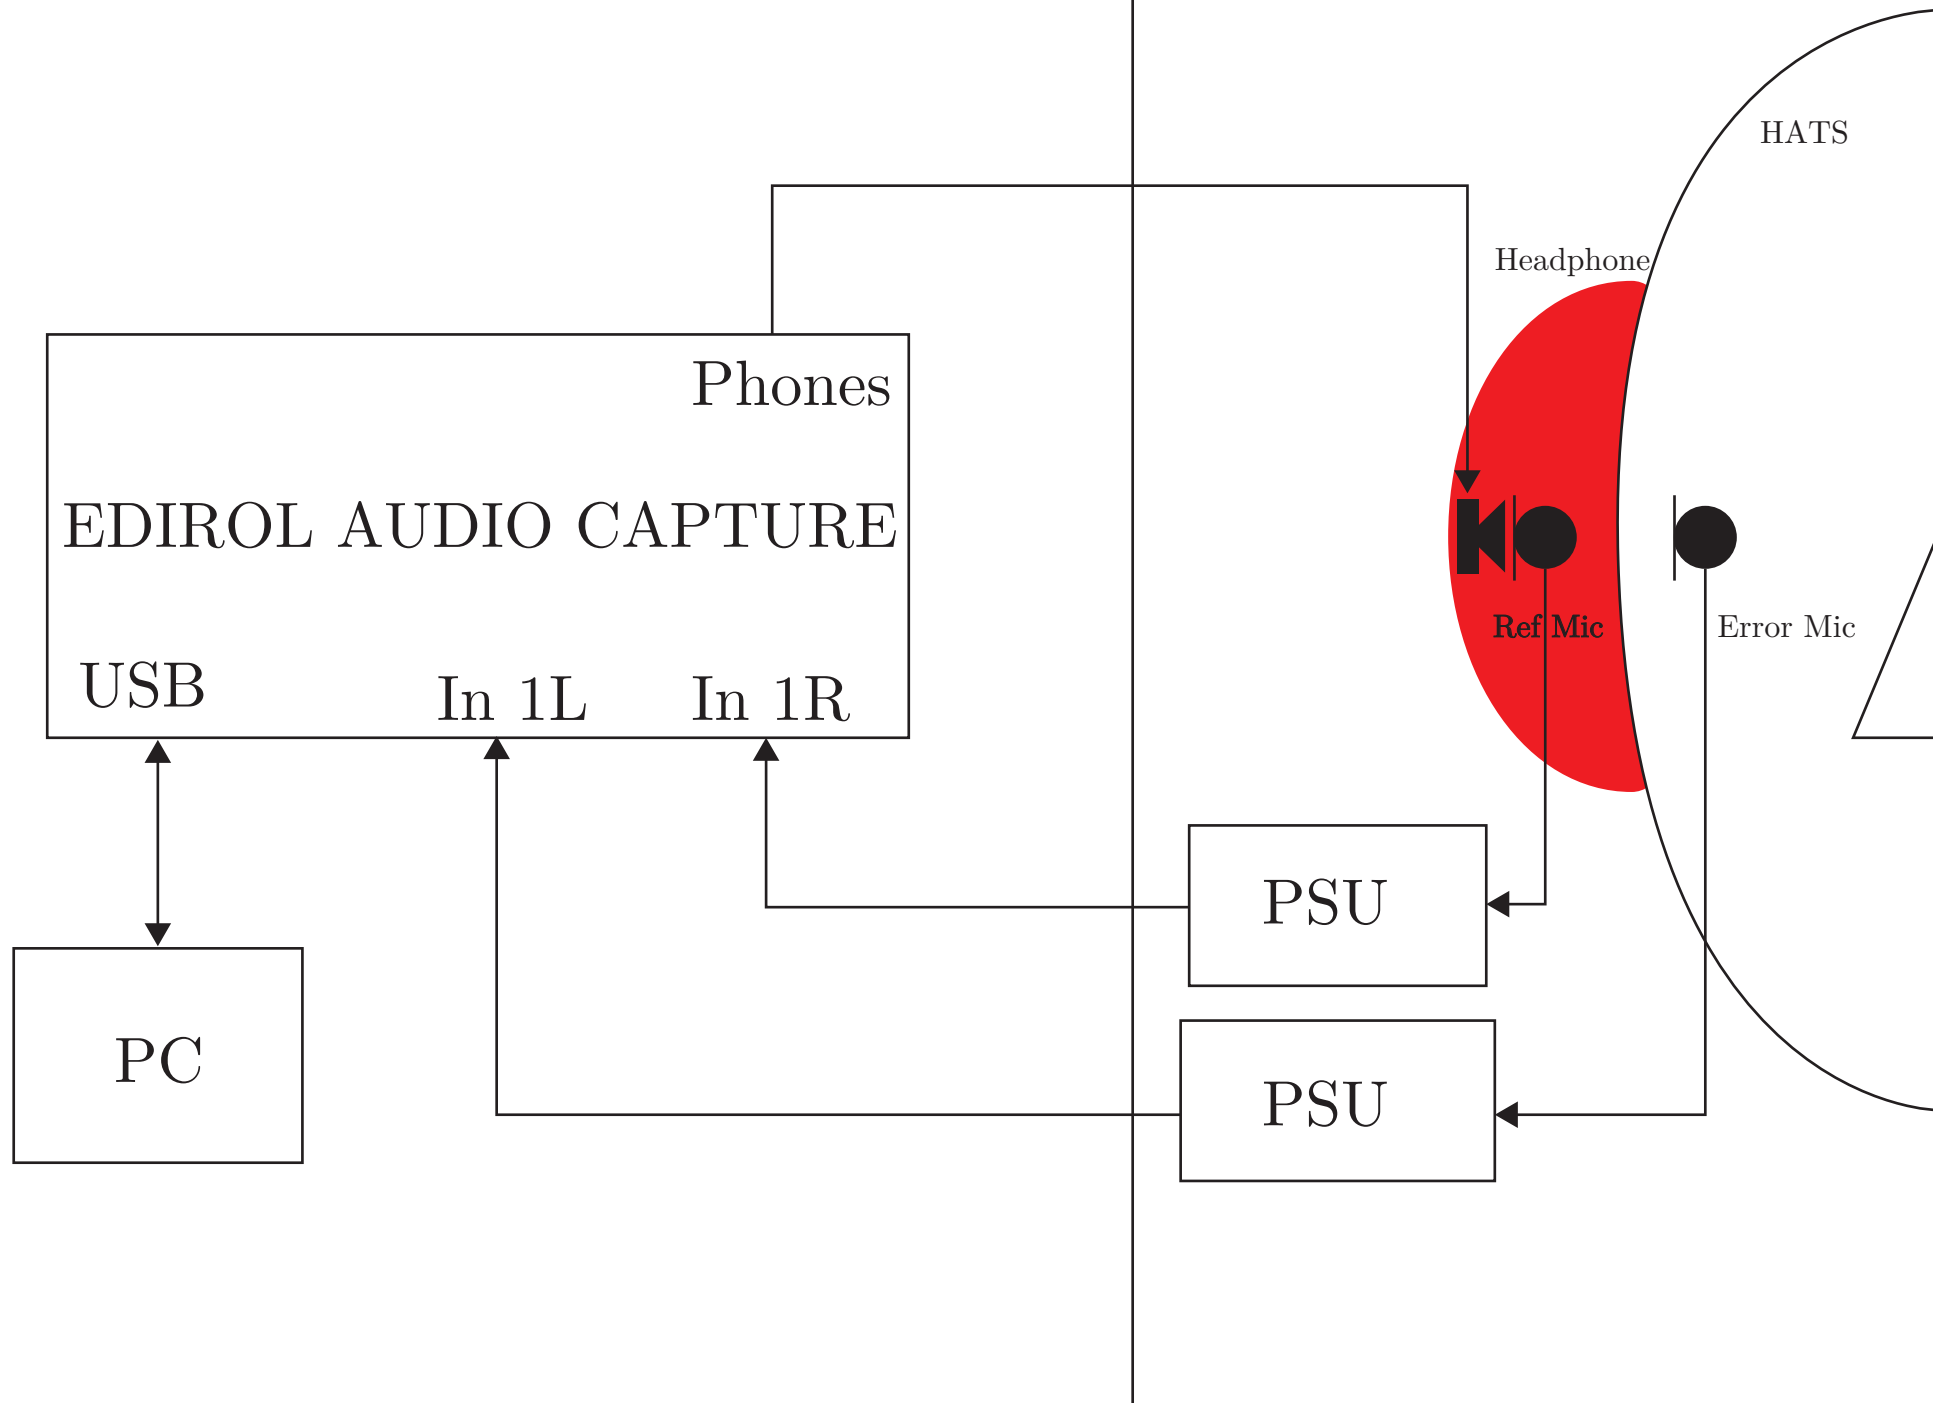 HATS
Headphone
Phones
EDIROL AUDIO CAPTURE
Ref Mic
Error Mic
USB
In 1L
In 1R
PSU
PC
PSU